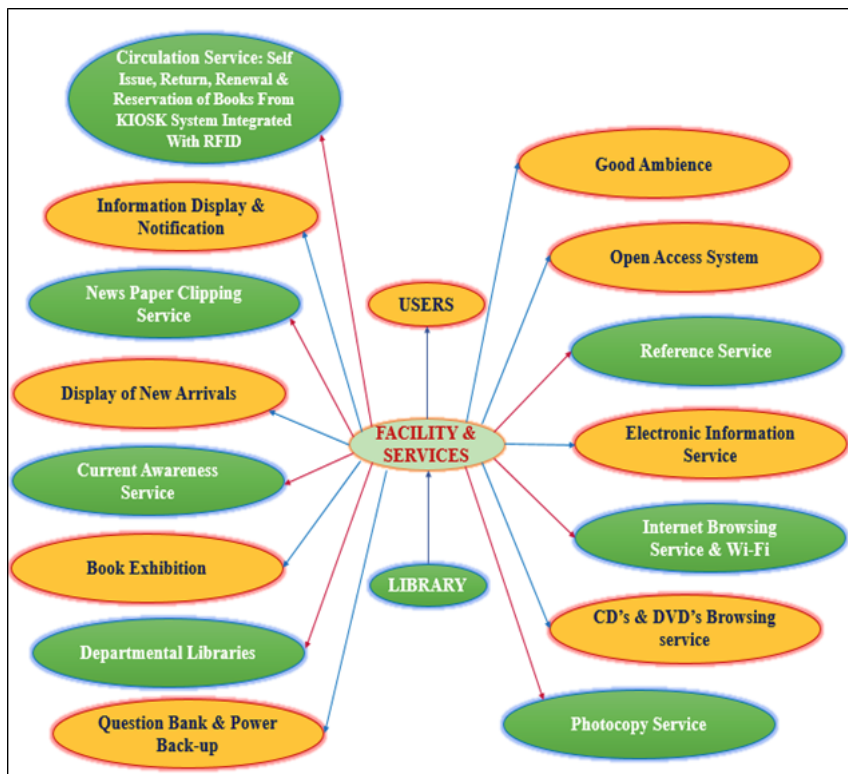 Circulation Service: Self
Issue, Return, Renewal &
Reservation of Books From
KIOSK System Integrated
With RFID
Information Display &
Notification
News Paper Clipping
Service
Display of New Arrivals
Current Awareness
Service
Book Exhibition
Departmental Libraries
Question Bank & Power
Back-up
USERS
FACILITY &
SERVICES
LIBRARY
Good Ambience
Open Access System
Reference Service
Electronic Information
Service
Internet Browsing
Service & Wi-Fi
CD's & DVD's Browsing
service
Photocopy Service